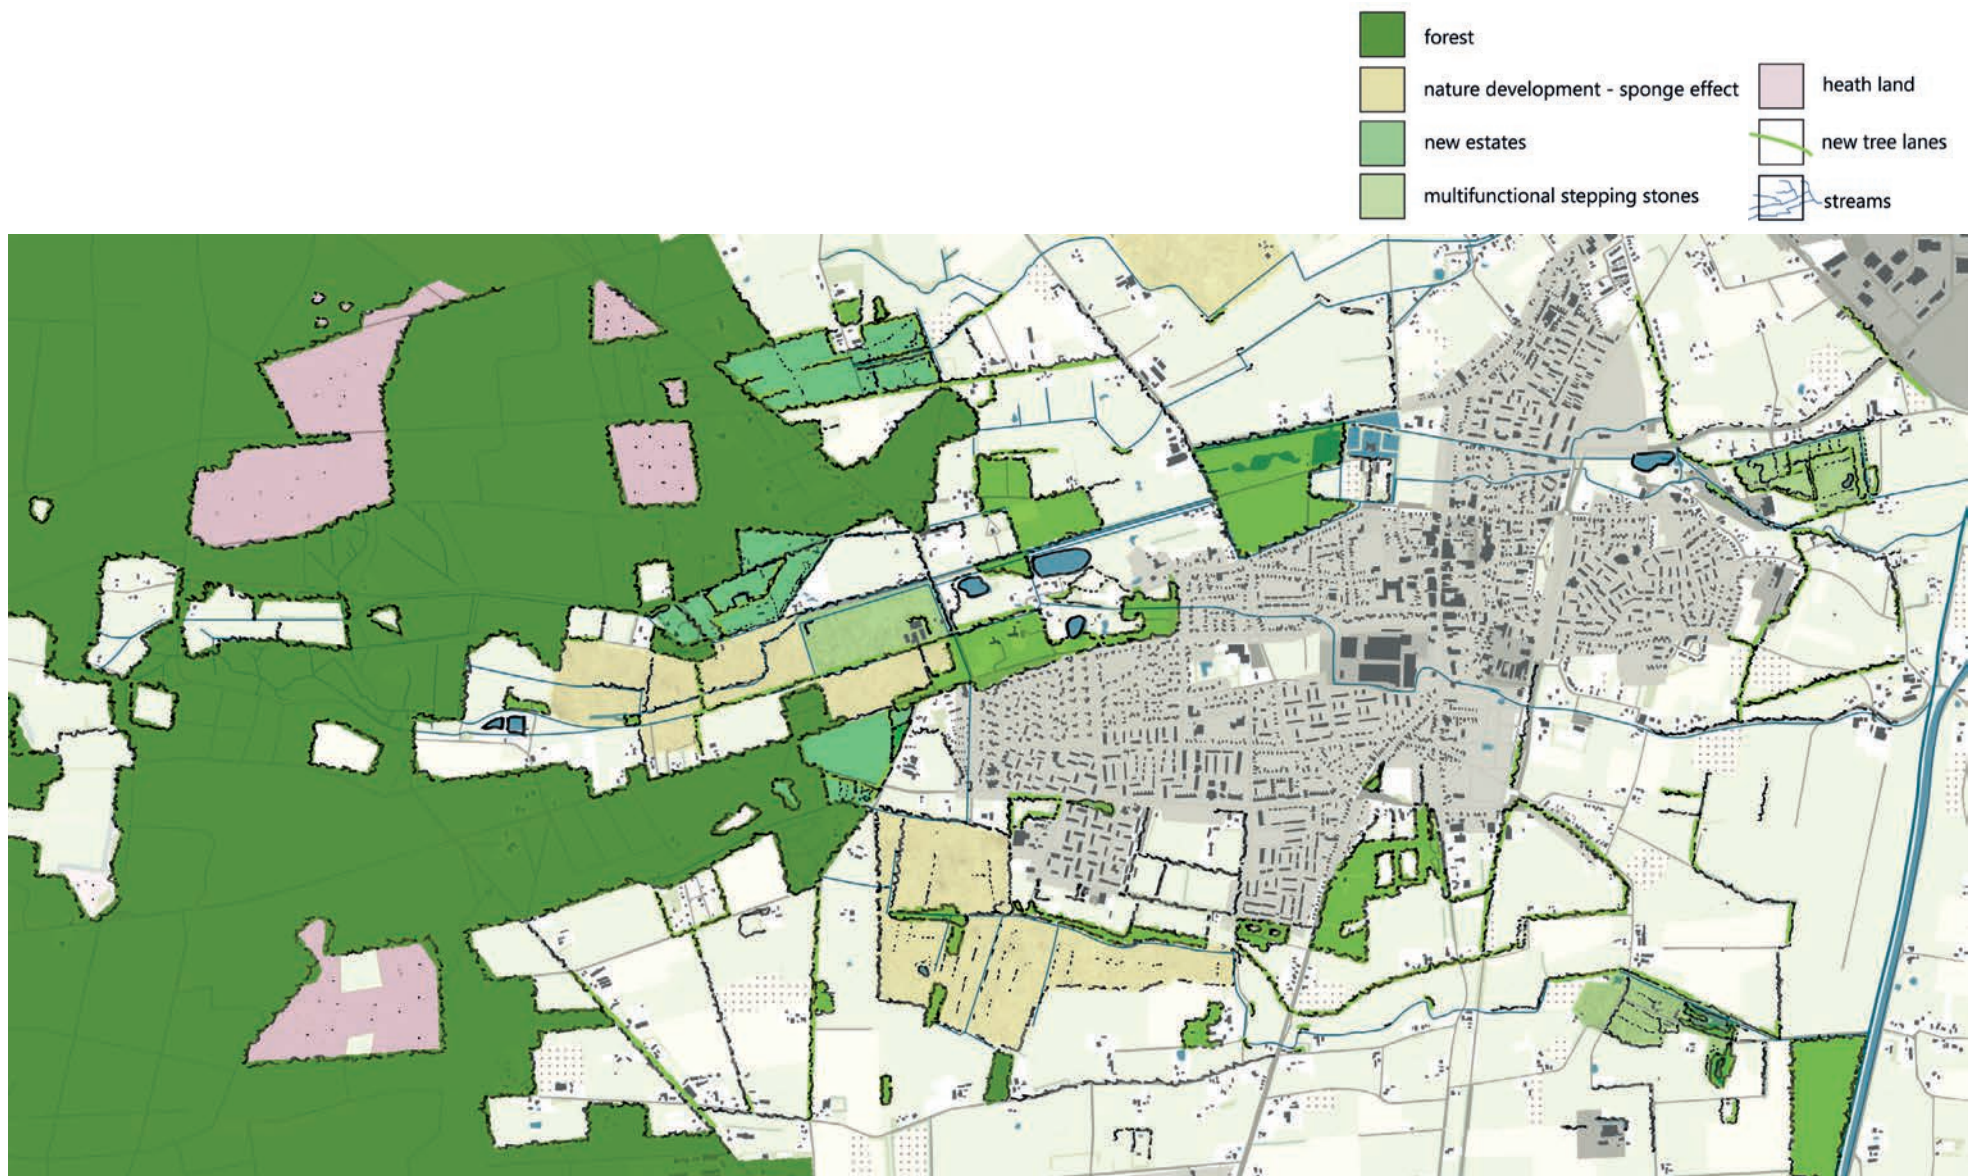 forest
nature development - sponge effect
new estates
multifunctional stepping stones
heath land
new tree lanes
streams